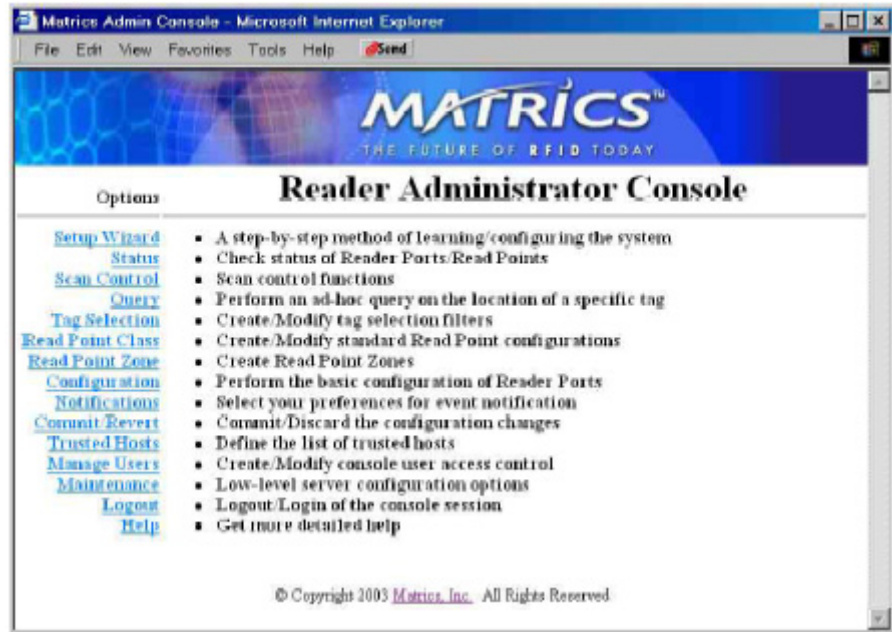 Matrics Admin Console - Microsoft Internet Explorer
File Edit View Favorites Tools Help Send
MATRICS™
THE FUTURE OF RFID TODAY
Options Reader Administrator Console
Setup Wizard • A step-by-step method of learning/configuring the system
Status • Check status of Reader Ports/Read Points
Scan Control • Scan control functions
Query • Perform an ad-hoc query on the location of a specific tag
Tag Selection • Create/Modify tag selection filters
Read Point Class • Create/Modify standard Read Point configurations
Read Point Zone • Create Read Point Zones
Configuration • Perform the basic configuration of Reader Ports
Notifications • Select your preferences for event notification
Commit/Revert • Commit/Discard the configuration changes
Trusted Hosts • Define the list of trusted hosts
Manage Users • Create/Modify console user access control
Maintenance • Low-level server configuration options
Logout • Logout/Login of the console session
Help • Get more detailed help
© Copyright 2003 Matrics, Inc. All Rights Reserved